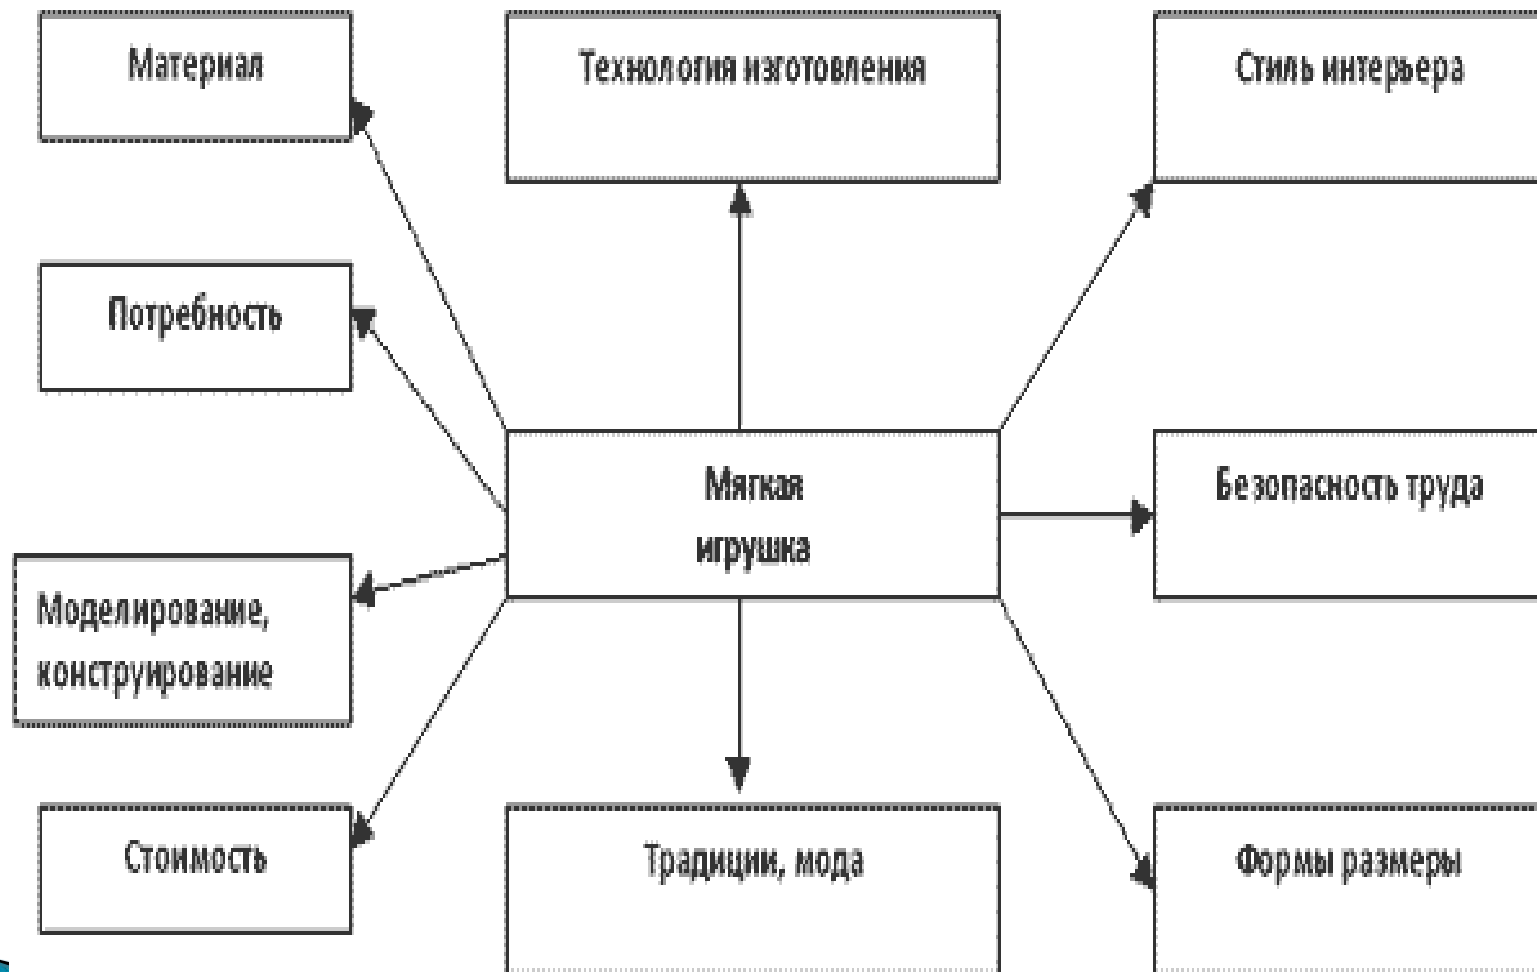 Материал
Технология изготовления
Стиль интерьера
Потребность
Мягкая
игрушка
Безопасность труда
Моделирование,
конструирование
Стоимость
Традиции, мода
Формы размеры